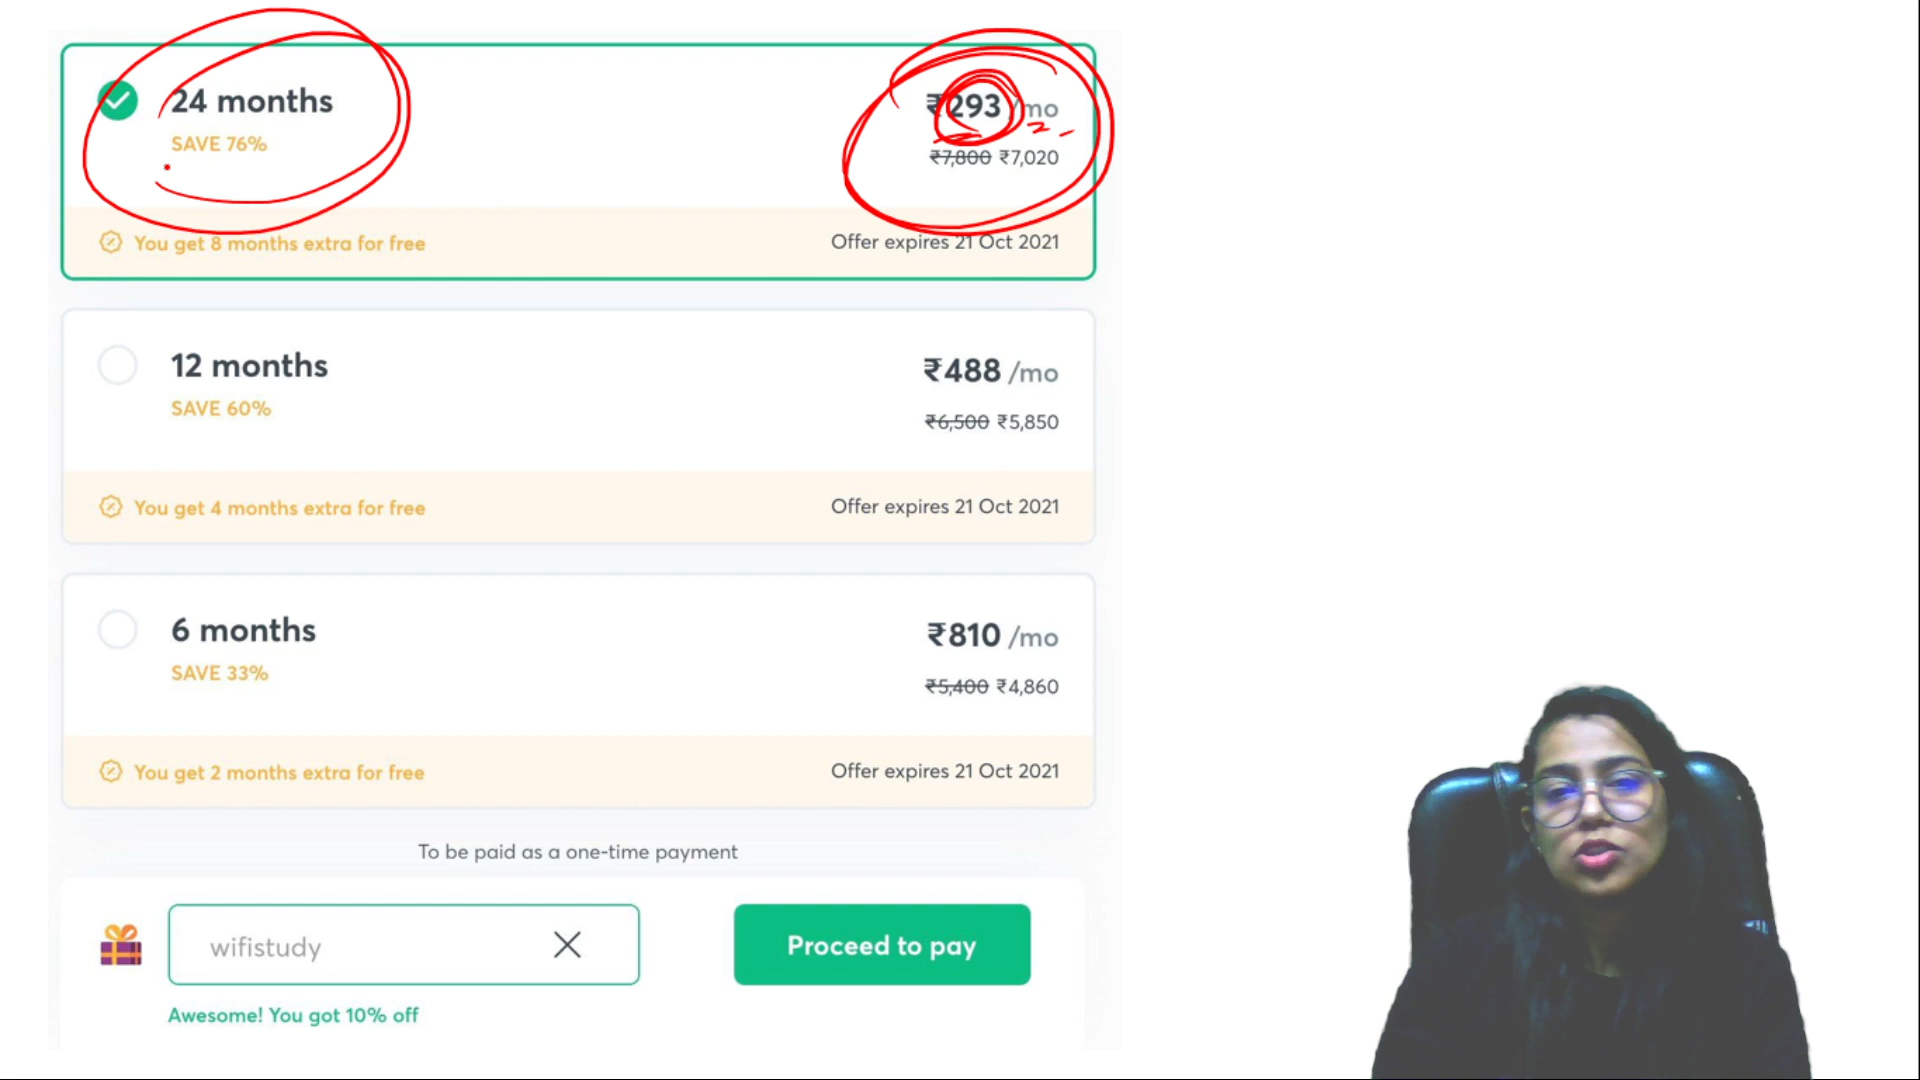 24 months
₹293 /mo
SAVE 76%
₹7,800 ₹7,020
You get 8 months extra for free
Offer expires 21 Oct 2021
12 months
₹488 /mo
SAVE 60%
₹6,500 ₹5,850
You get 4 months extra for free
Offer expires 21 Oct 2021
6 months
₹810 /mo
SAVE 33%
₹5,400 ₹4,860
You get 2 months extra for free
Offer expires 21 Oct 2021
To be paid as a one-time payment
wifistudy
Proceed to pay
Awesome! You got 10% off